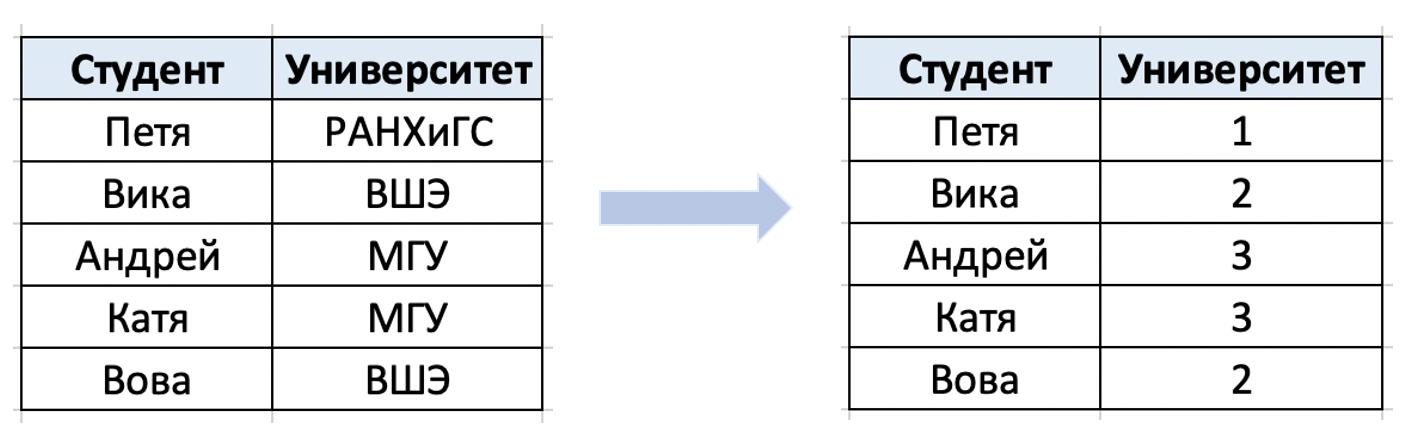 Студент Университет
Петя РАНХиГС
Вика ВШЭ
Андрей МГУ
Катя МГУ
Вова ВШЭ
Студент Университет
Петя 1
Вика 2
Андрей 3
Катя 3
Вова 2